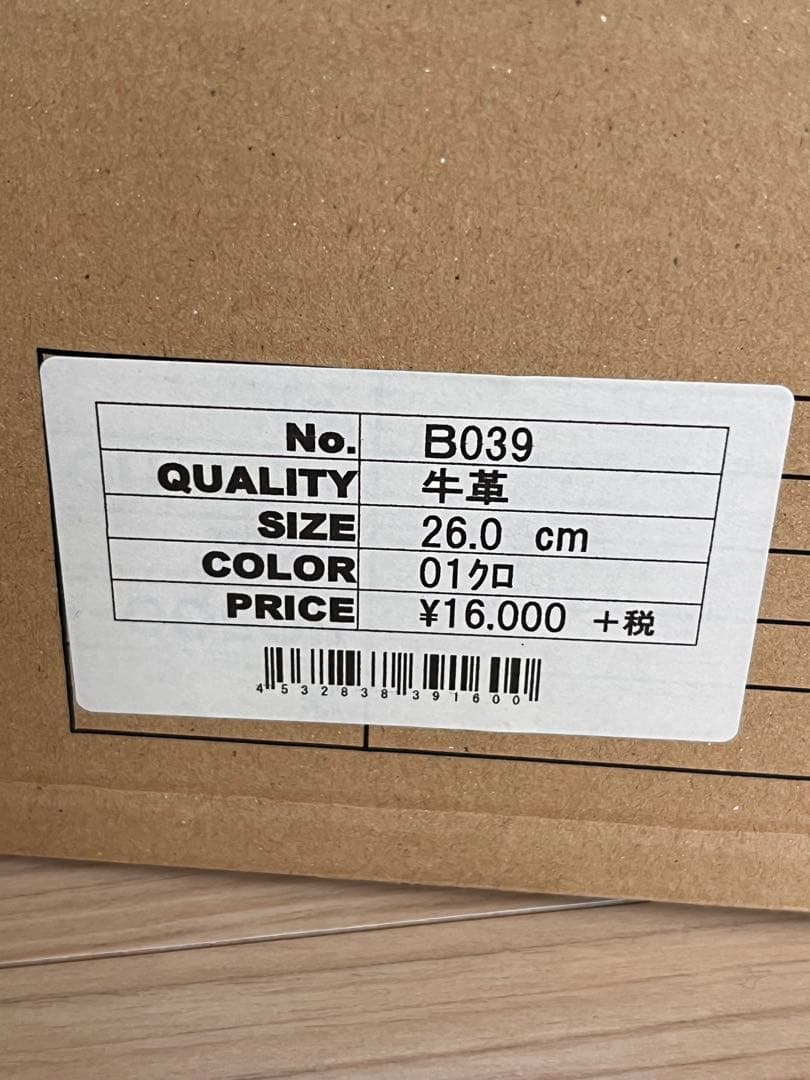 No. B039
QUALITY 牛革
SIZE 26.0 cm
COLOR 01ｸﾛ
PRICE ¥16.000 +税
4532838391600